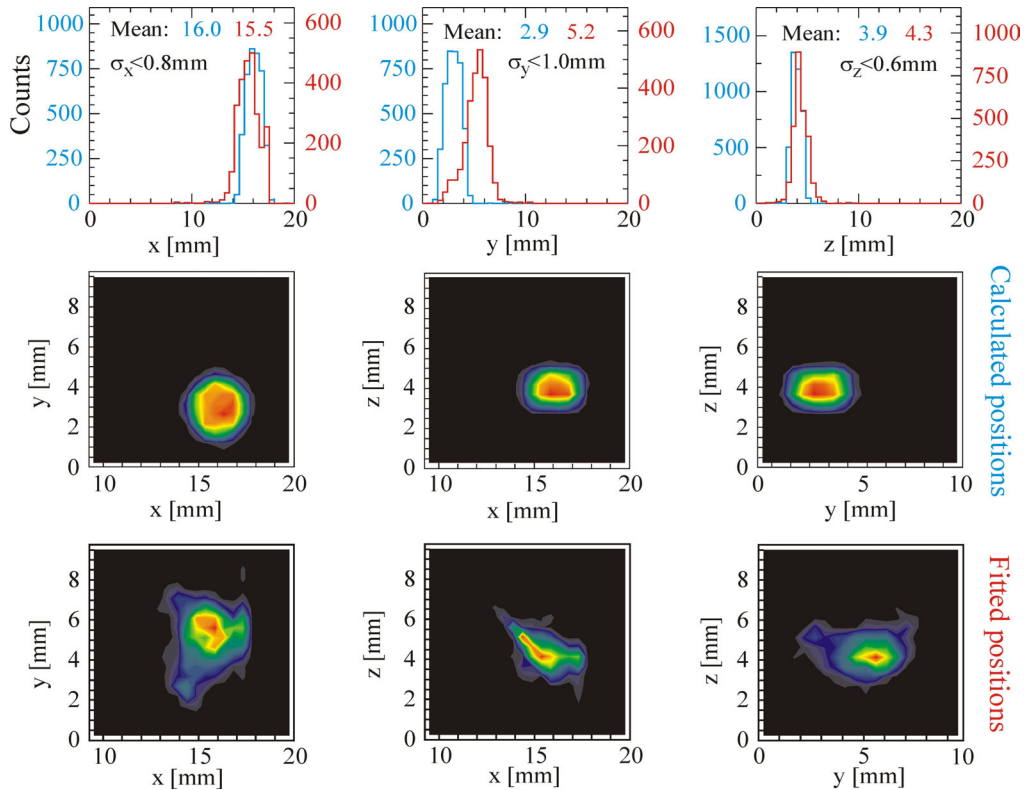 1000
750
500
250
0
Counts
Mean: 16.0 15.5
σx<0.8mm
600
400
200
0
0 10 20
x [mm]
1000
750
500
250
0
Mean: 2.9 5.2
σy<1.0mm
600
400
200
0
0 10 20
y [mm]
1500
1000
500
0
Mean: 3.9 4.3
σz<0.6mm
1000
750
500
250
0
0 10 20
z [mm]
8
6
4
2
0
y [mm]
10 15 20
x [mm]
8
6
4
2
0
z [mm]
10 15 20
x [mm]
8
6
4
2
0
z [mm]
0 5 10
y [mm]
Calculated positions
8
6
4
2
0
y [mm]
10 15 20
x [mm]
8
6
4
2
0
z [mm]
10 15 20
x [mm]
8
6
4
2
0
z [mm]
0 5 10
y [mm]
Fitted positions